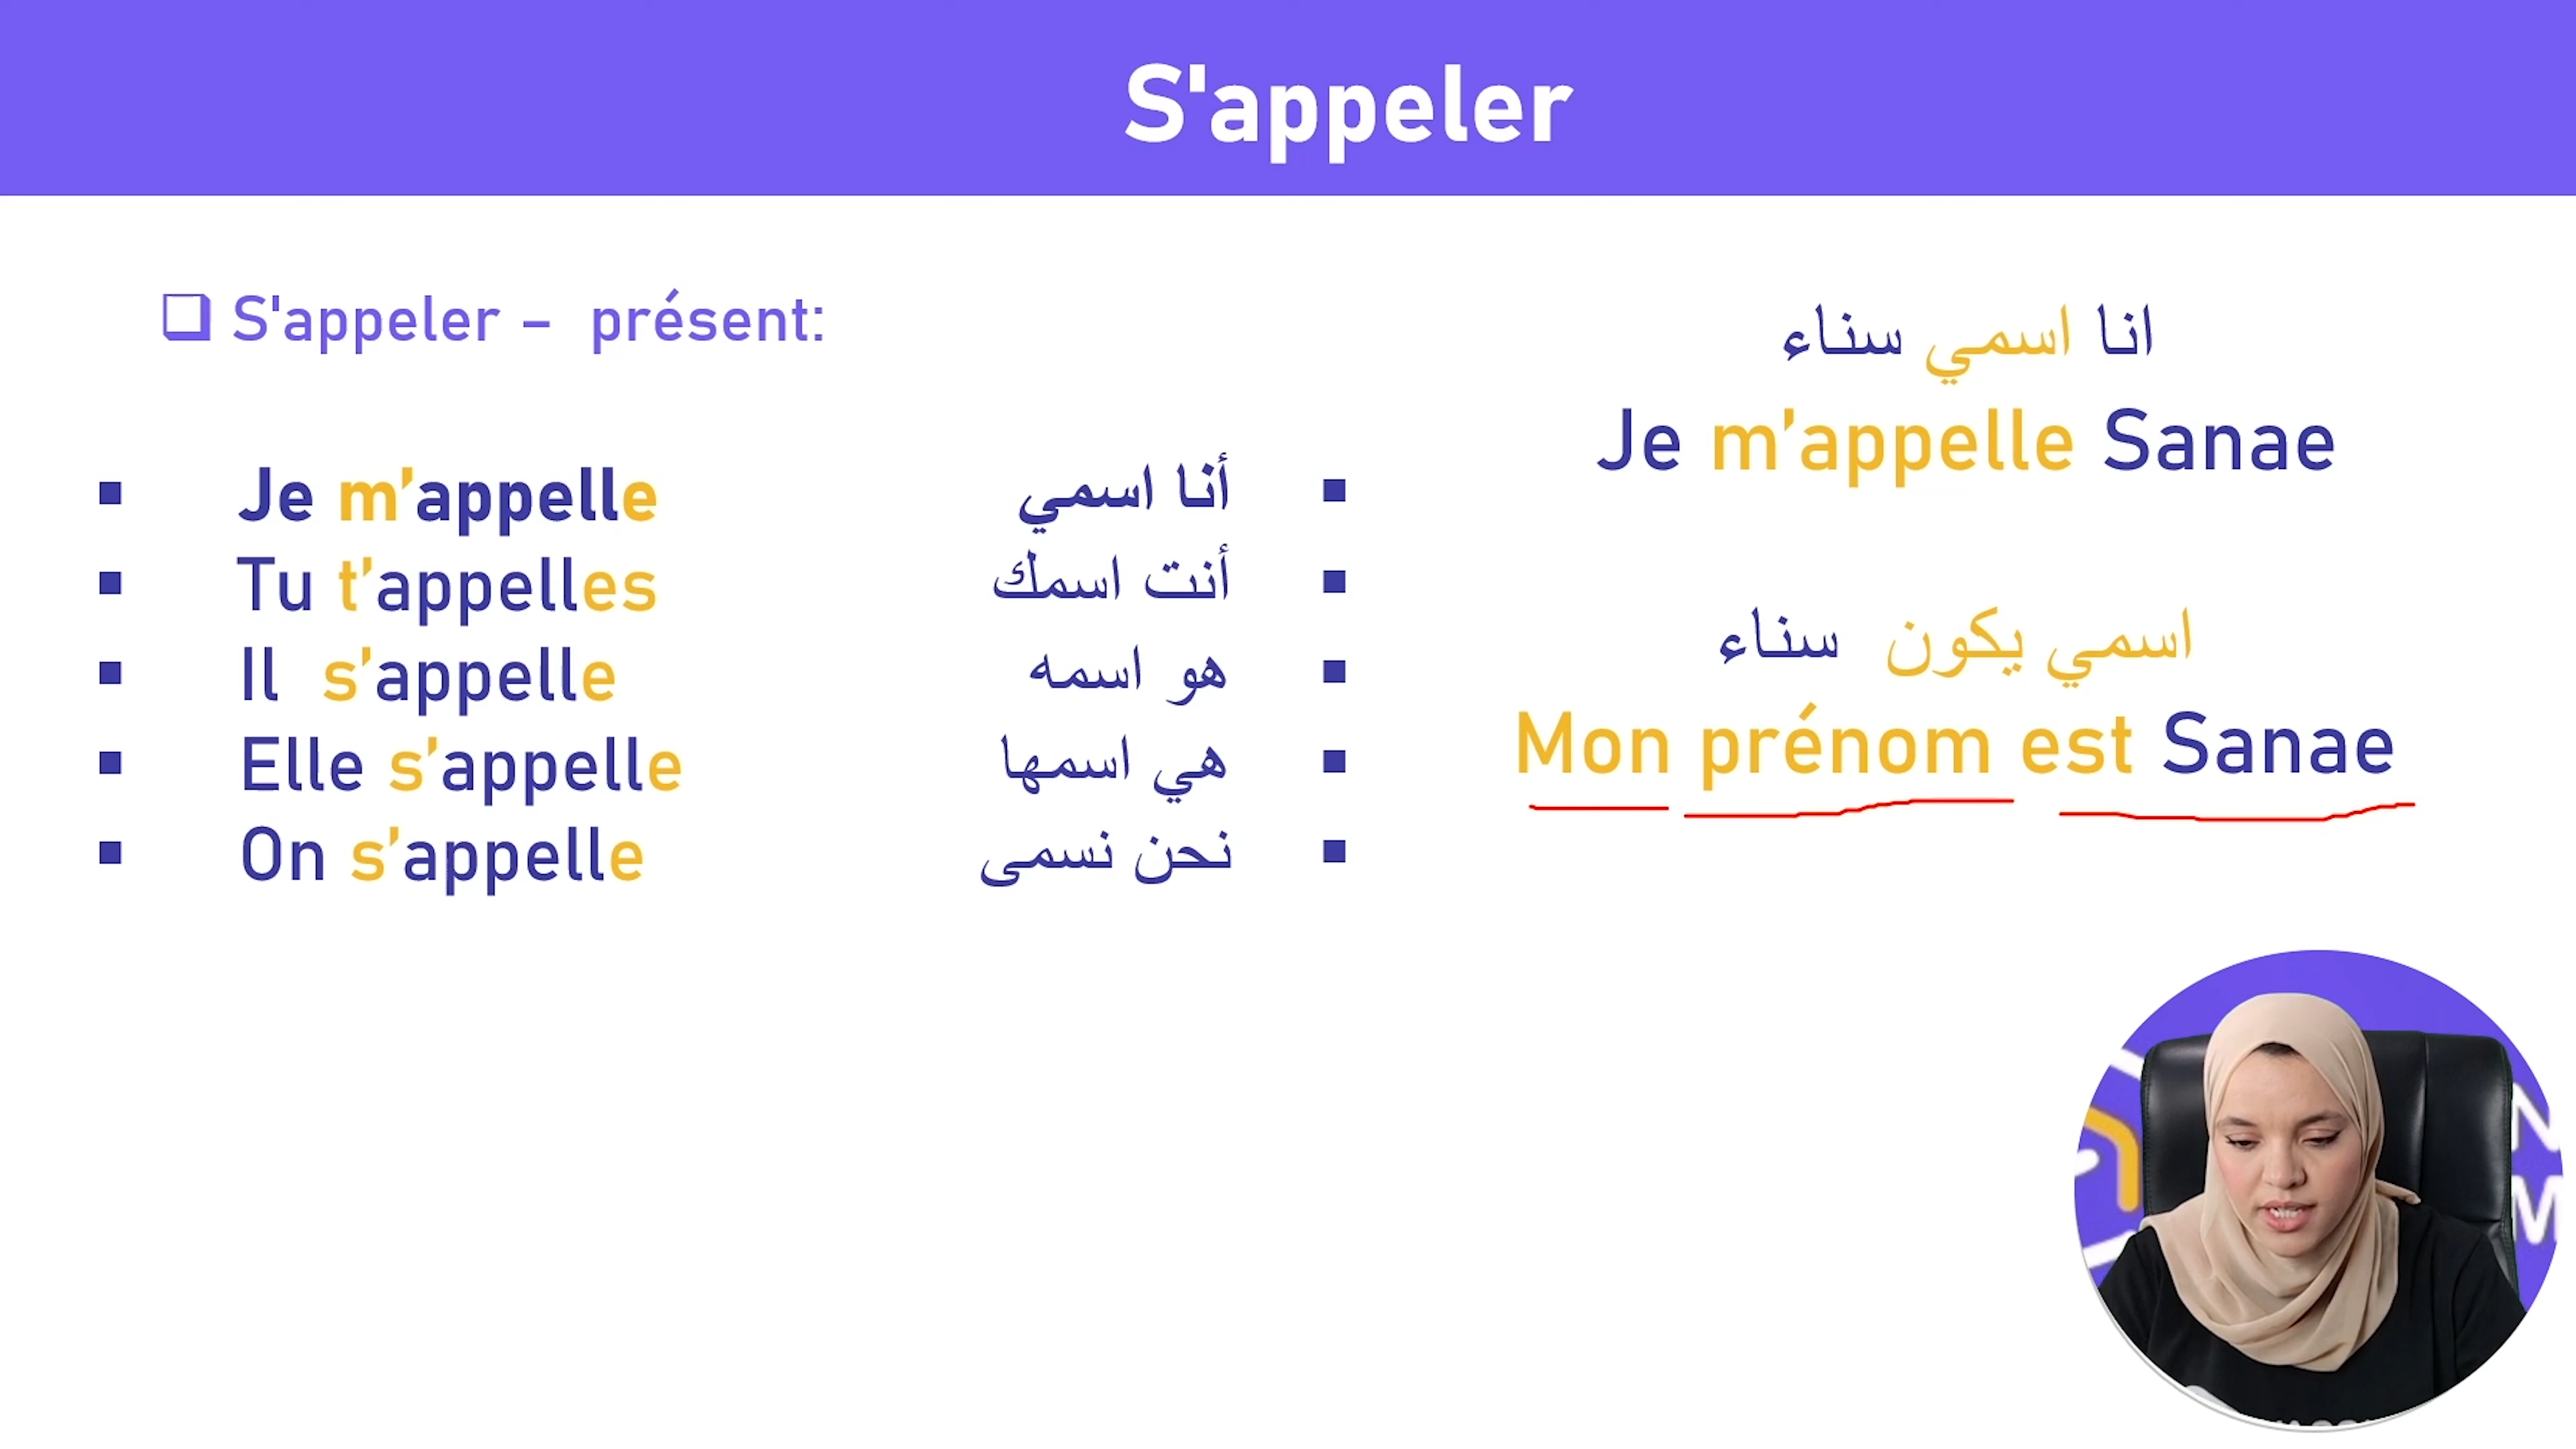 S'appeler
S'appeler – présent:
Je m’appelle
Tu t’appelles
Il s’appelle
Elle s’appelle
On s’appelle
أنا اسمي
أنت اسمك
هو اسمه
هي اسمها
نحن نسمى
انا اسمي سناء
Je m’appelle Sanae
اسمي يكون سناء
Mon prénom est Sanae
N
M